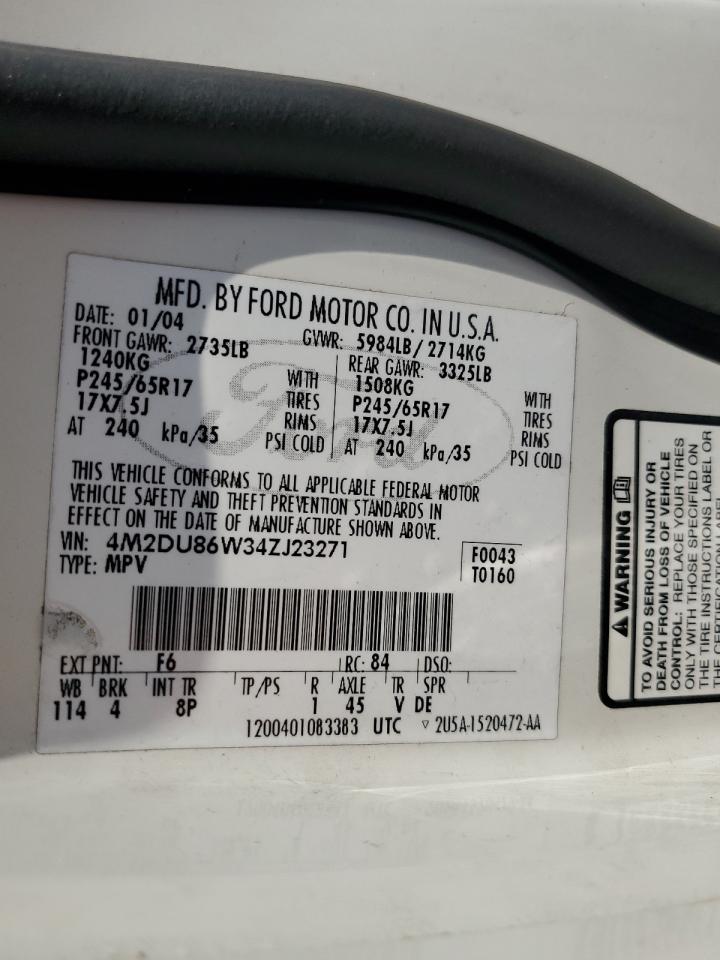 MFD. BY FORD MOTOR CO. IN U.S.A.
DATE: 01/04
GVWR: 5984LB/ 2714KG
FRONT GAWR: 2735LB
REAR GAWR: 3325LB
1240KG WITH
1508KG WITH
P245/65R17 TIRES
P245/65R17 TIRES
17X7.5J RIMS
17X7.5J RIMS
AT 240 kPa/35 PSI COLD
AT 240 kPa/35 PSI COLD
Ford
THIS VEHICLE CONFORMS TO ALL APPLICABLE FEDERAL MOTOR
VEHICLE SAFETY AND THEFT PREVENTION STANDARDS IN
EFFECT ON THE DATE OF MANUFACTURE SHOWN ABOVE.
VIN: 4M2DU86W34ZJ23271 F0043
TYPE: MPV T0160
EXT PNT: F6 RC: 84 DSO:
WB BRK INT TR TP/PS R AXLE TR SPR
114 4 8P 1 45 V DE
1200401083383 UTC ▽ 2U5A-1520472-AA
WARNING
TO AVOID SERIOUS INJURY OR
DEATH FROM LOSS OF VEHICLE
CONTROL: REPLACE YOUR TIRES
ONLY WITH THOSE SPECIFIED ON
THE TIRE INSTRUCTIONS LABEL OR
THE CERTIFICATION LABEL